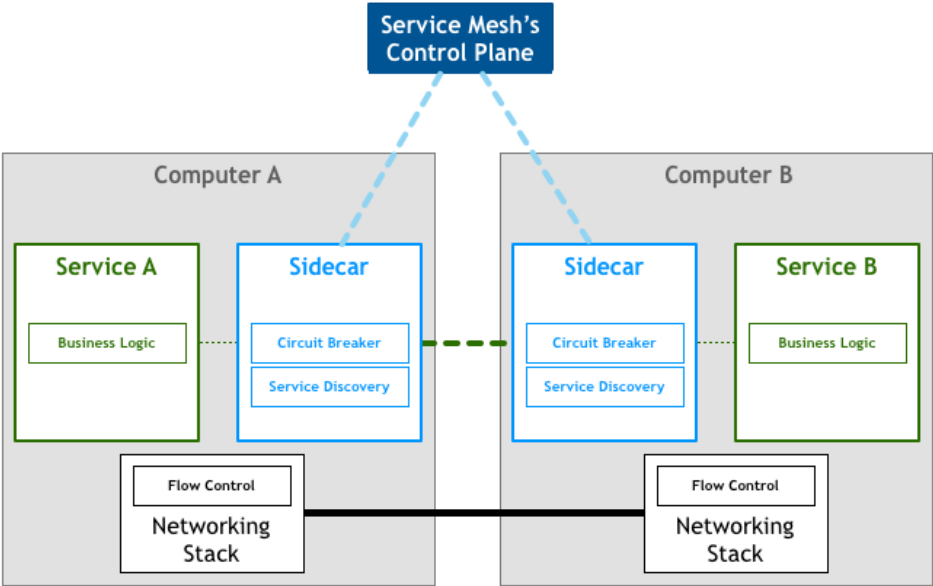 Service Mesh's
Control Plane
Computer A
Computer B
Service A
Sidecar
Sidecar
Service B
Business Logic
Circuit Breaker
Circuit Breaker
Business Logic
Service Discovery
Service Discovery
Flow Control
Flow Control
Networking
Stack
Networking
Stack